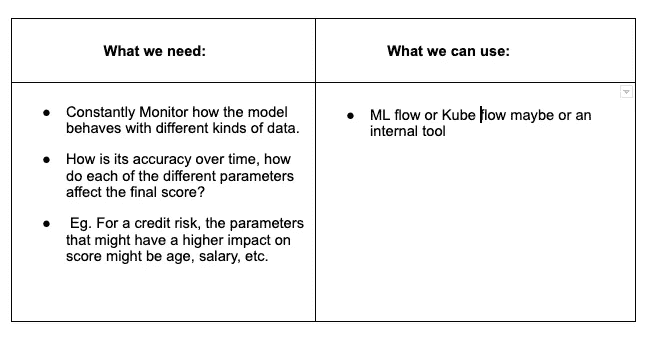 What we need:
What we can use:
● Constantly Monitor how the model
behaves with different kinds of data.
● How is its accuracy over time, how
do each of the different parameters
affect the final score?
● Eg. For a credit risk, the parameters
that might have a higher impact on
score might be age, salary, etc.
● ML flow or Kube flow maybe or an
internal tool